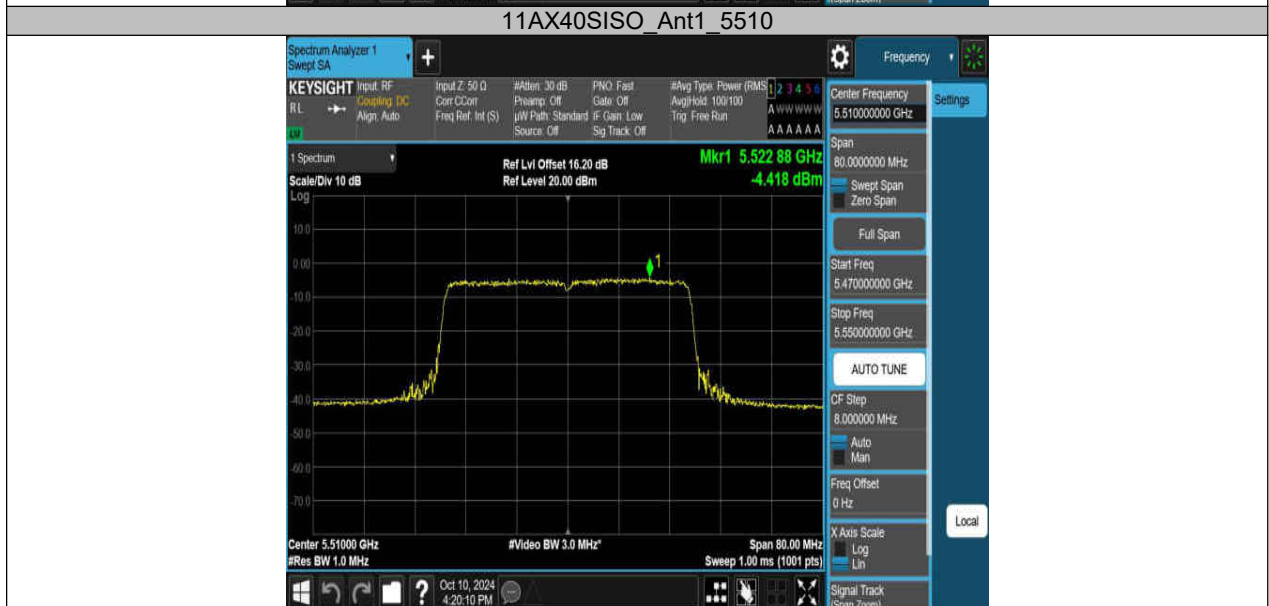 11AX40SISO_Ant1_5510
Spectrum Analyzer 1
Swept SA
+
Frequency
KEYSIGHT
RL
Input: RF
Coupling: DC
Align: Auto
Input Z: 50 Ω
Corr CCorr
Freq Ref: Int (S)
#Atten: 30 dB
Preamp: Off
µW Path: Standard
Source: Off
PNO: Fast
Gate: Off
IF Gain: Low
Sig Track: Off
#Avg Type: Power (RMS
Avg|Hold: 100/100
Trig: Free Run
1 2 3 4 5 6
A W W W W W
A A A A A A
Center Frequency
5.510000000 GHz
Settings
Span
80.0000000 MHz
Swept Span
Zero Span
Full Span
Start Freq
5.470000000 GHz
Stop Freq
5.550000000 GHz
AUTO TUNE
CF Step
8.000000 MHz
Auto
Man
Freq Offset
0 Hz
X Axis Scale
Log
Lin
Local
Signal Track
(Span Zoom)
1 Spectrum
Scale/Div 10 dB
Log
Ref Lvl Offset 16.20 dB
Ref Level 20.00 dBm
Mkr1 5.522 88 GHz
-4.418 dBm
1
10.0
0.00
-10.0
-20.0
-30.0
-40.0
-50.0
-60.0
-70.0
Center 5.51000 GHz
#Res BW 1.0 MHz
#Video BW 3.0 MHz*
Span 80.00 MHz
Sweep 1.00 ms (1001 pts)
?
Oct 10, 2024
4:20:10 PM